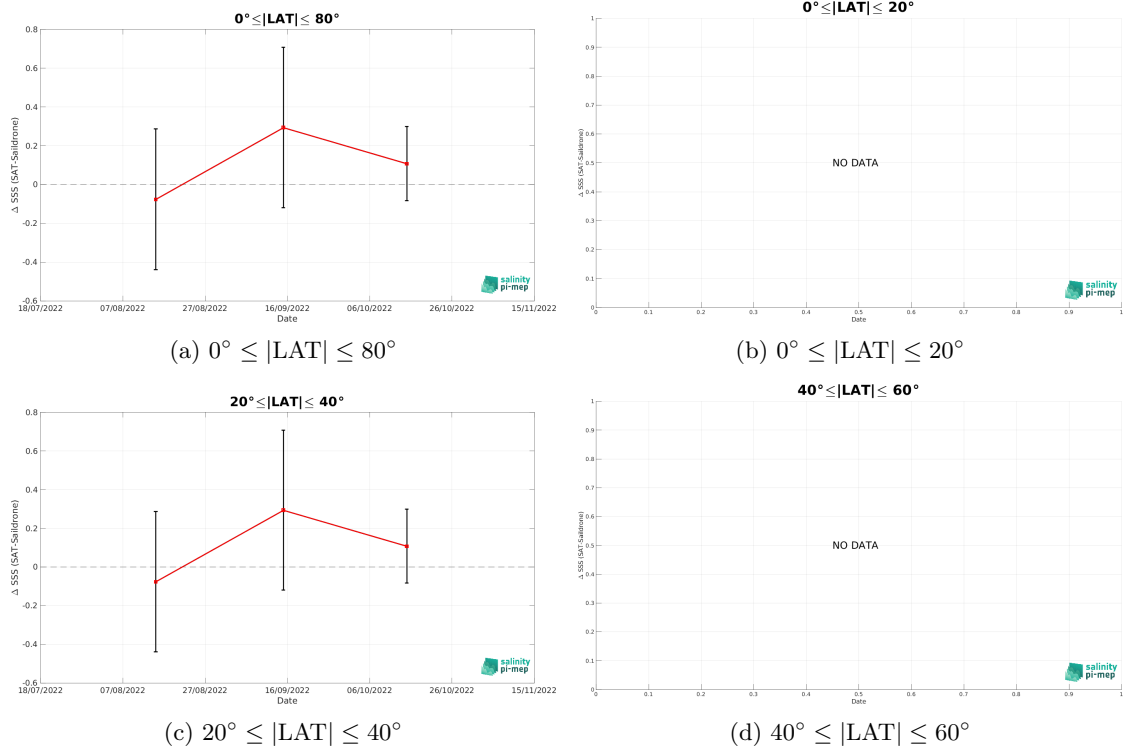 0°≤|LAT|≤ 80°
0.8
0.6
0.4
0.2
0
-0.2
-0.4
-0.6
Δ SSS (SAT-Saildrone)
18/07/2022 07/08/2022 27/08/2022 16/09/2022 06/10/2022 26/10/2022 15/11/2022
Date
salinity
pi-mep
(a) 0° ≤ |LAT| ≤ 80°
0°≤|LAT|≤ 20°
1
0.9
0.8
0.7
0.6
0.5
0.4
0.3
0.2
0.1
0
Δ SSS (SAT-Saildrone)
NO DATA
0 0.1 0.2 0.3 0.4 0.5 0.6 0.7 0.8 0.9 1
Date
salinity
pi-mep
(b) 0° ≤ |LAT| ≤ 20°
20°≤|LAT|≤ 40°
0.8
0.6
0.4
0.2
0
-0.2
-0.4
-0.6
Δ SSS (SAT-Saildrone)
18/07/2022 07/08/2022 27/08/2022 16/09/2022 06/10/2022 26/10/2022 15/11/2022
Date
salinity
pi-mep
(c) 20° ≤ |LAT| ≤ 40°
40°≤|LAT|≤ 60°
1
0.9
0.8
0.7
0.6
0.5
0.4
0.3
0.2
0.1
0
Δ SSS (SAT-Saildrone)
NO DATA
0 0.1 0.2 0.3 0.4 0.5 0.6 0.7 0.8 0.9 1
Date
salinity
pi-mep
(d) 40° ≤ |LAT| ≤ 60°